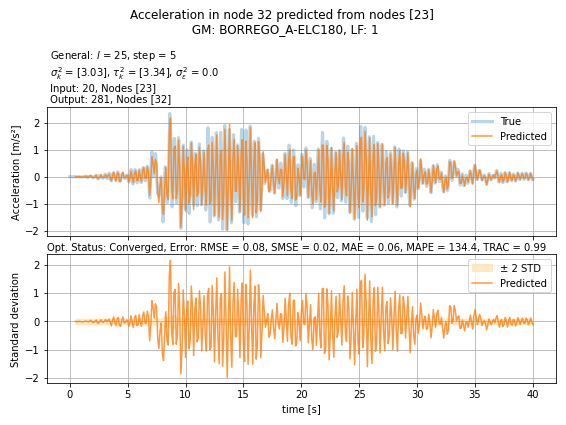 Acceleration in node 32 predicted from nodes [23]
GM: BORREGO_A-ELC180, LF: 1
General: l = 25, step = 5
σ²ₖ = [3.03], τ²ₖ = [3.34], σ²ε = 0.0
Input: 20, Nodes [23]
Output: 281, Nodes [32]
Acceleration [m/s²]
2
1
0
−1
−2
True
Predicted
Opt. Status: Converged, Error: RMSE = 0.08, SMSE = 0.02, MAE = 0.06, MAPE = 134.4, TRAC = 0.99
Standard deviation
2
1
0
−1
−2
± 2 STD
Predicted
0 5 10 15 20 25 30 35 40
time [s]